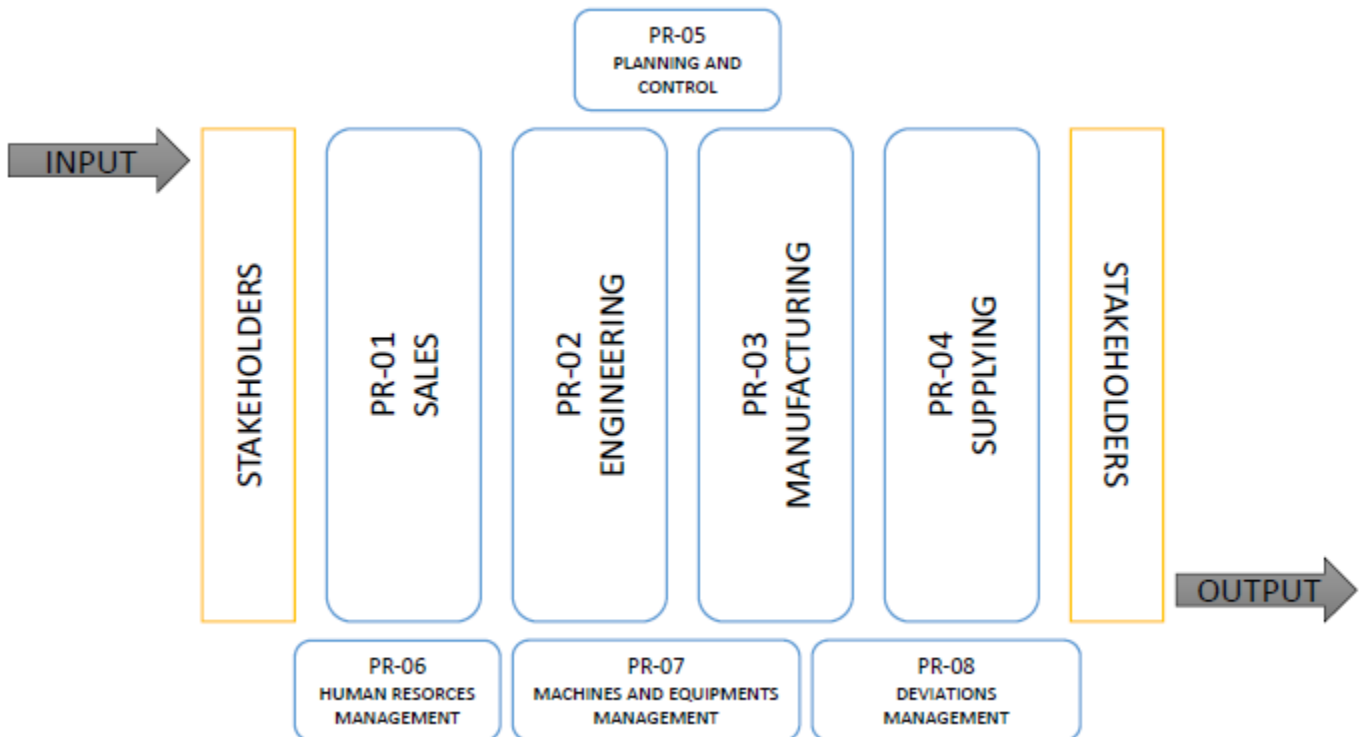 PR-05
PLANNING AND
CONTROL
INPUT
STAKEHOLDERS
PR-01
SALES
PR-02
ENGINEERING
PR-03
MANUFACTURING
PR-04
SUPPLYING
STAKEHOLDERS
OUTPUT
PR-06
HUMAN RESORCES
MANAGEMENT
PR-07
MACHINES AND EQUIPMENTS
MANAGEMENT
PR-08
DEVIATIONS
MANAGEMENT